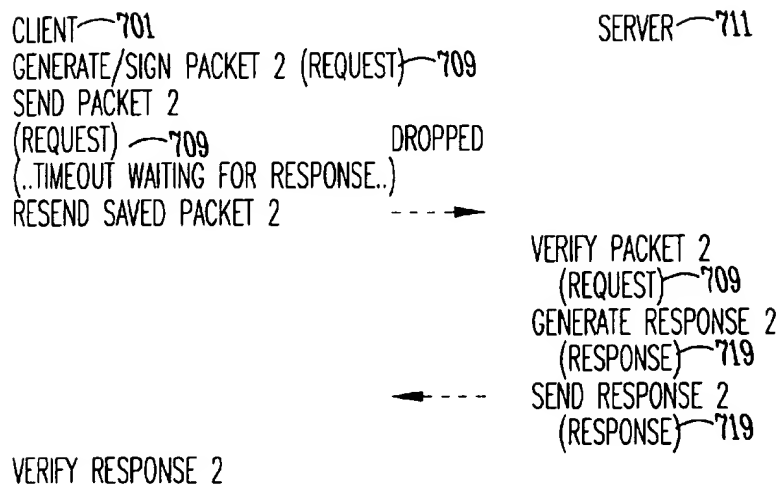 CLIENT 701 SERVER 711
GENERATE/SIGN PACKET 2 (REQUEST) 709
SEND PACKET 2
(REQUEST) 709 DROPPED
(..TIMEOUT WAITING FOR RESPONSE..)
RESEND SAVED PACKET 2
VERIFY PACKET 2
(REQUEST) 709
GENERATE RESPONSE 2
(RESPONSE) 719
SEND RESPONSE 2
(RESPONSE) 719
VERIFY RESPONSE 2